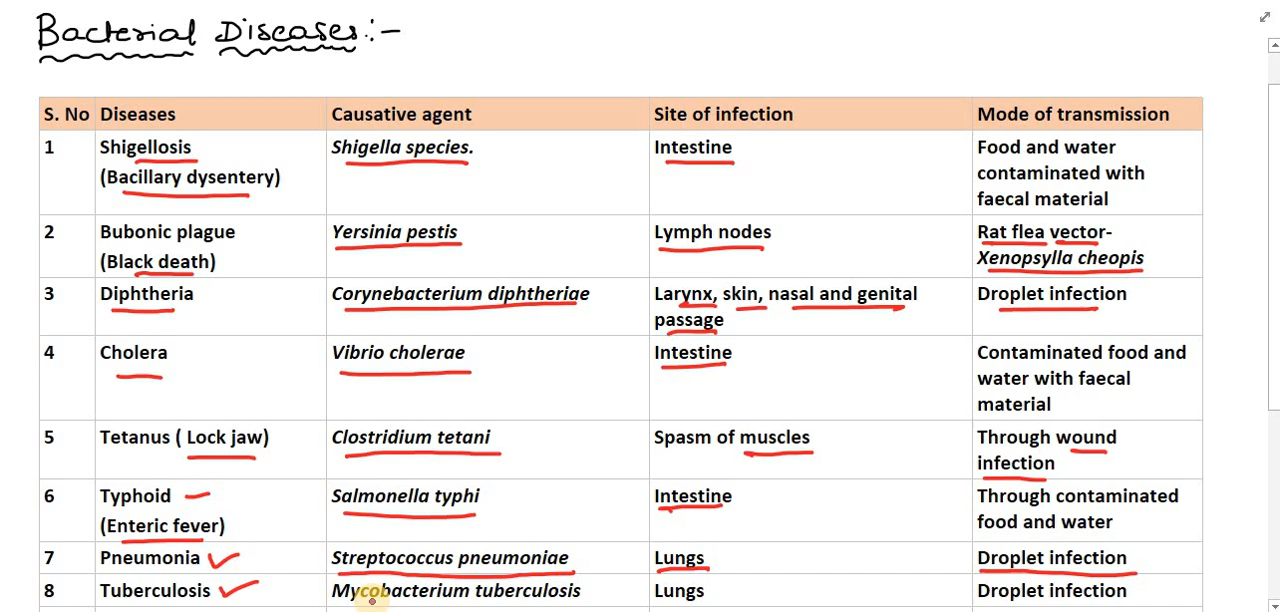 Bacterial Diseases:-
S. No Diseases Causative agent Site of infection Mode of transmission
1 Shigellosis Shigella species. Intestine Food and water
(Bacillary dysentery) contaminated with
faecal material
2 Bubonic plague Yersinia pestis Lymph nodes Rat flea vector-
(Black death) Xenopsylla cheopis
3 Diphtheria Corynebacterium diphtheriae Larynx, skin, nasal and genital Droplet infection
passage
4 Cholera Vibrio cholerae Intestine Contaminated food and
water with faecal
material
5 Tetanus ( Lock jaw) Clostridium tetani Spasm of muscles Through wound
infection
6 Typhoid Salmonella typhi Intestine Through contaminated
(Enteric fever) food and water
7 Pneumonia Streptococcus pneumoniae Lungs Droplet infection
8 Tuberculosis Mycobacterium tuberculosis Lungs Droplet infection